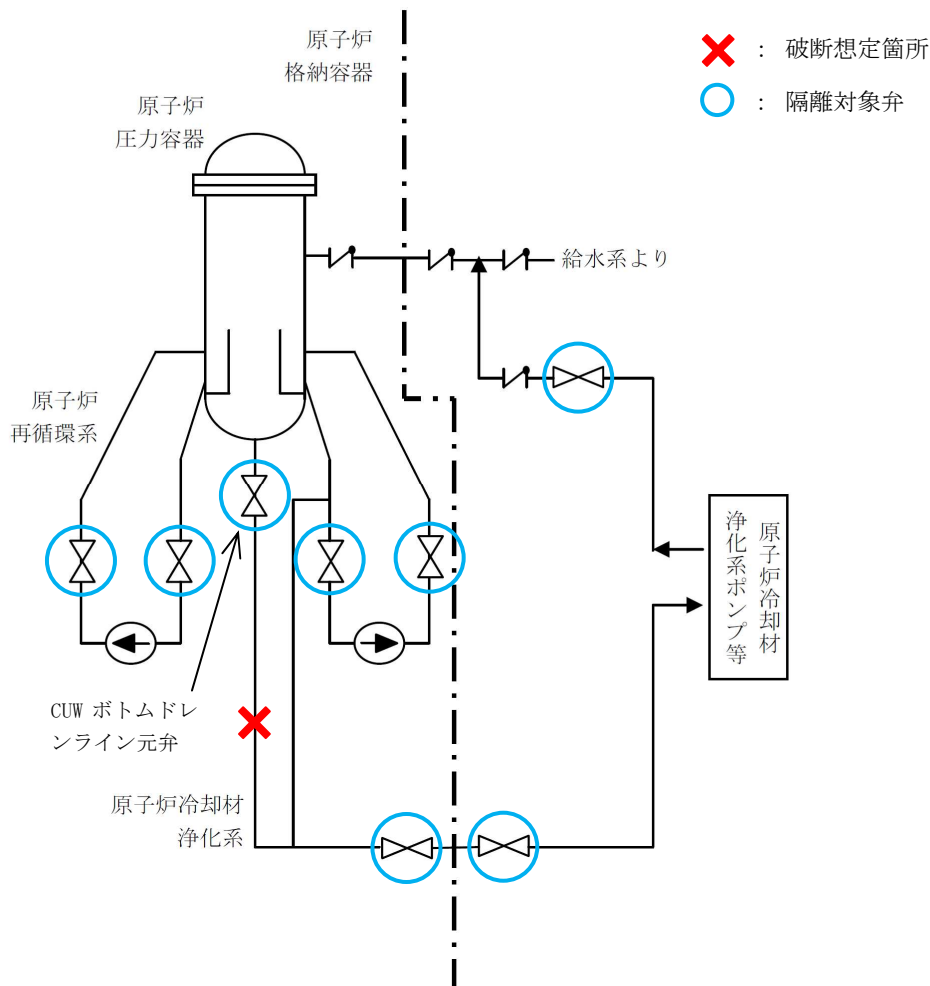 原子炉
格納容器
： 破断想定箇所
： 隔離対象弁
原子炉
圧力容器
給水系より
原子炉
再循環系
原子炉冷却材
浄化系ポンプ等
CUW ボトムドレ
ンライン元弁
原子炉冷却材
浄化系